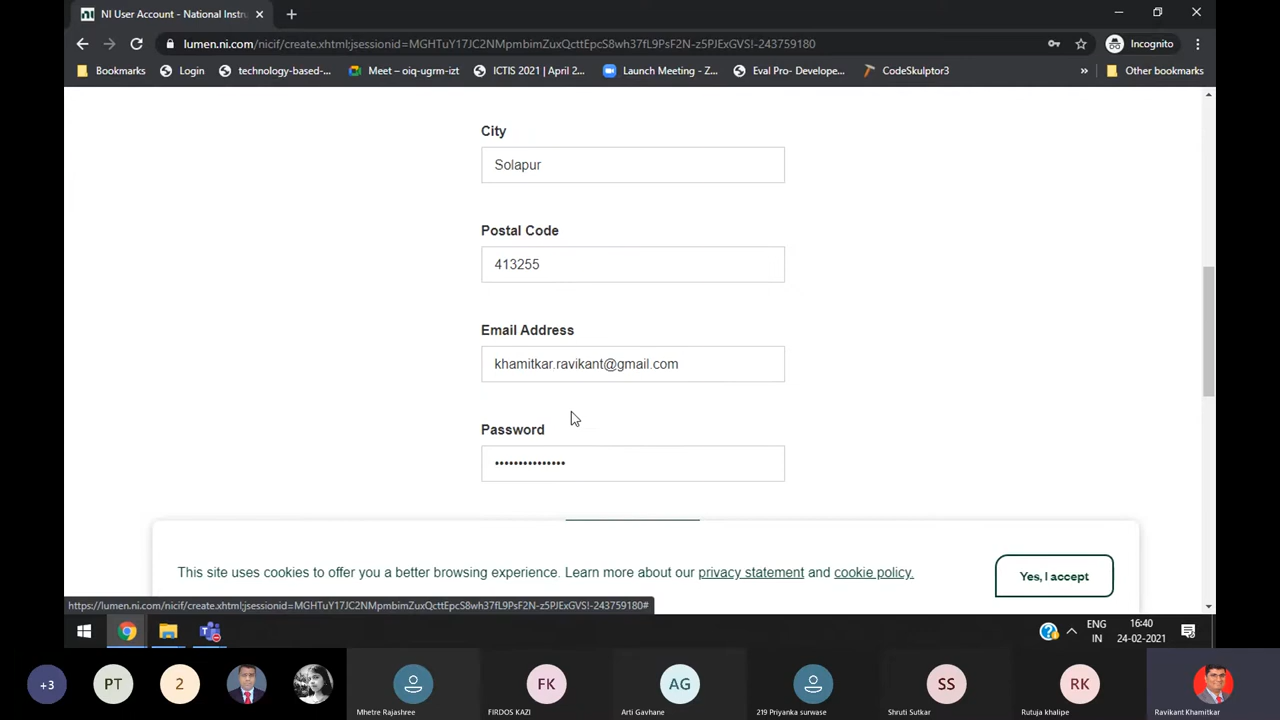 NI User Account - National Instru
lumen.ni.com/nicif/create.xhtml;jsessionid=MGHTuY17JC2NMpmbimZuxQcttEpcS8wh37fL9PsF2N-z5PJExGVS!-243759180
Incognito
Bookmarks
Login
technology-based-...
Meet – oiq-ugrm-izt
ICTIS 2021 | April 2...
Launch Meeting - Z...
Eval Pro- Develope...
CodeSkulptor3
»
Other bookmarks
City
Solapur
Postal Code
413255
Email Address
khamitkar.ravikant@gmail.com
Password
•••••••••••••••
This site uses cookies to offer you a better browsing experience. Learn more about our privacy statement and cookie policy.
Yes, I accept
https://lumen.ni.com/nicif/create.xhtml;jsessionid=MGHTuY17JC2NMpmbimZuxQcttEpcS8wh37fL9PsF2N-z5PJExGVS!-243759180#
ENG
IN
16:40
24-02-2021
+3
PT
2
FK
AG
SS
RK
Mhetre Rajashree
FIRDOS KAZI
Arti Gavhane
219 Priyanka surwase
Shruti Sutkar
Rutuja khalipe
Ravikant Khamitkar